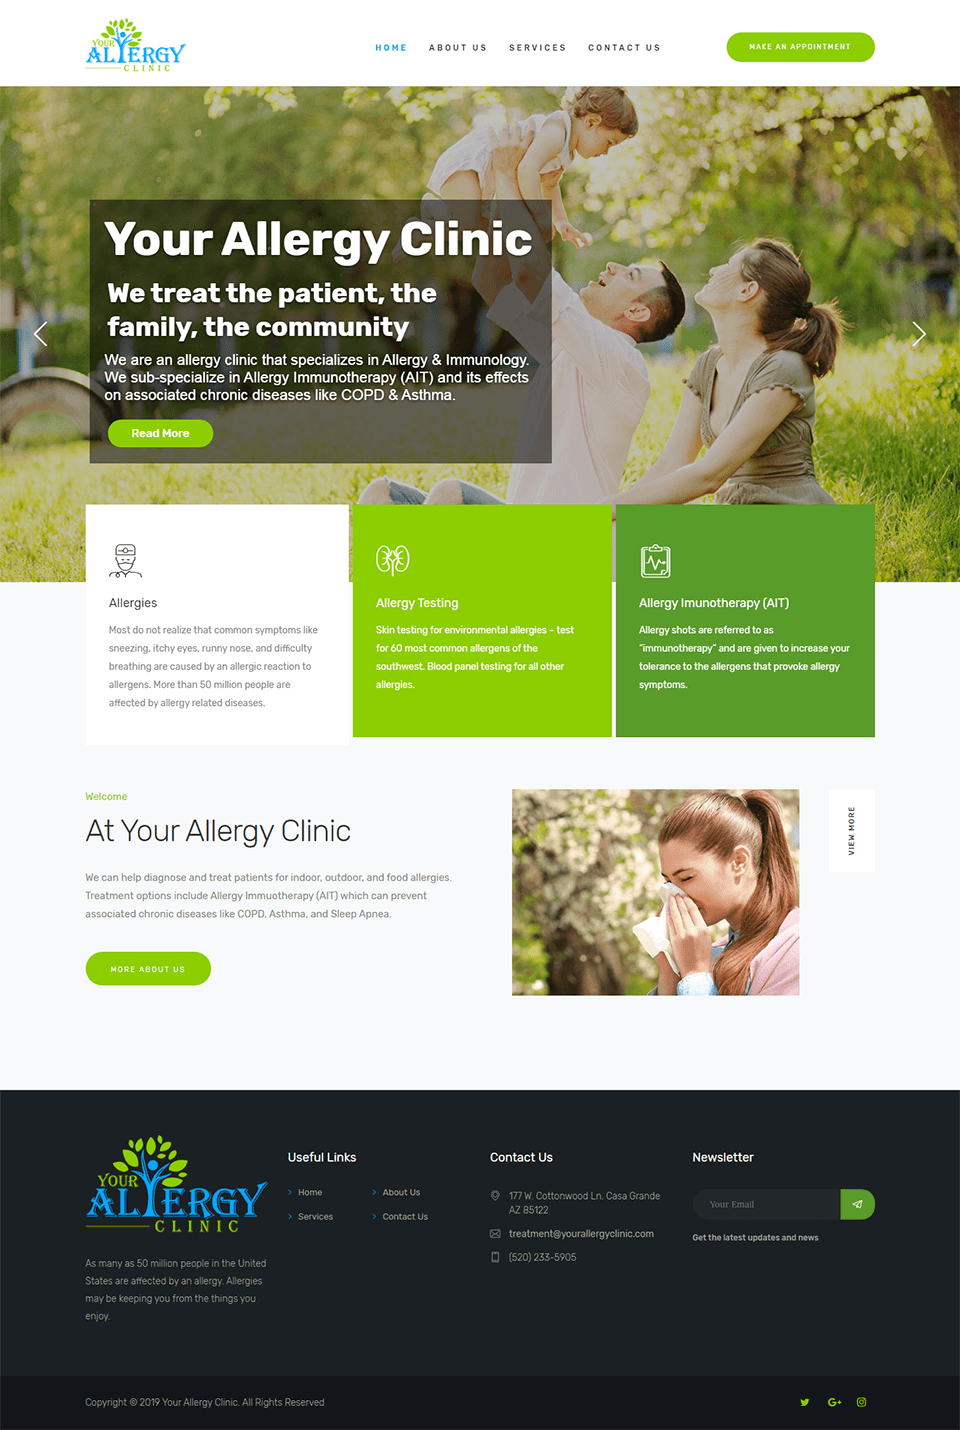 YOUR
ALLERGY
CLINIC
HOME ABOUT US SERVICES CONTACT US
MAKE AN APPOINTMENT
Your Allergy Clinic
We treat the patient, the
family, the community
We are an allergy clinic that specializes in Allergy & Immunology.
We sub-specialize in Allergy Immunotherapy (AIT) and its effects
on associated chronic diseases like COPD & Asthma.
Read More
Allergies
Most do not realize that common symptoms like
sneezing, itchy eyes, runny nose, and difficulty
breathing are caused by an allergic reaction to
allergens. More than 50 million people are
affected by allergy related diseases.
Allergy Testing
Skin testing for environmental allergies – test
for 60 most common allergens of the
southwest. Blood panel testing for all other
allergies.
Allergy Imunotherapy (AIT)
Allergy shots are referred to as
“immunotherapy” and are given to increase your
tolerance to the allergens that provoke allergy
symptoms.
Welcome
At Your Allergy Clinic
We can help diagnose and treat patients for indoor, outdoor, and food allergies.
Treatment options include Allergy Immuotherapy (AIT) which can prevent
associated chronic diseases like COPD, Asthma, and Sleep Apnea.
MORE ABOUT US
VIEW MORE
YOUR
ALLERGY
CLINIC
As many as 50 million people in the United
States are affected by an allergy. Allergies
may be keeping you from the things you
enjoy.
Useful Links
Home
About Us
Services
Contact Us
Contact Us
177 W. Cottonwood Ln. Casa Grande
AZ 85122
treatment@yourallergyclinic.com
(520) 233-5905
Newsletter
Your Email
Get the latest updates and news
Copyright © 2019 Your Allergy Clinic. All Rights Reserved
G+